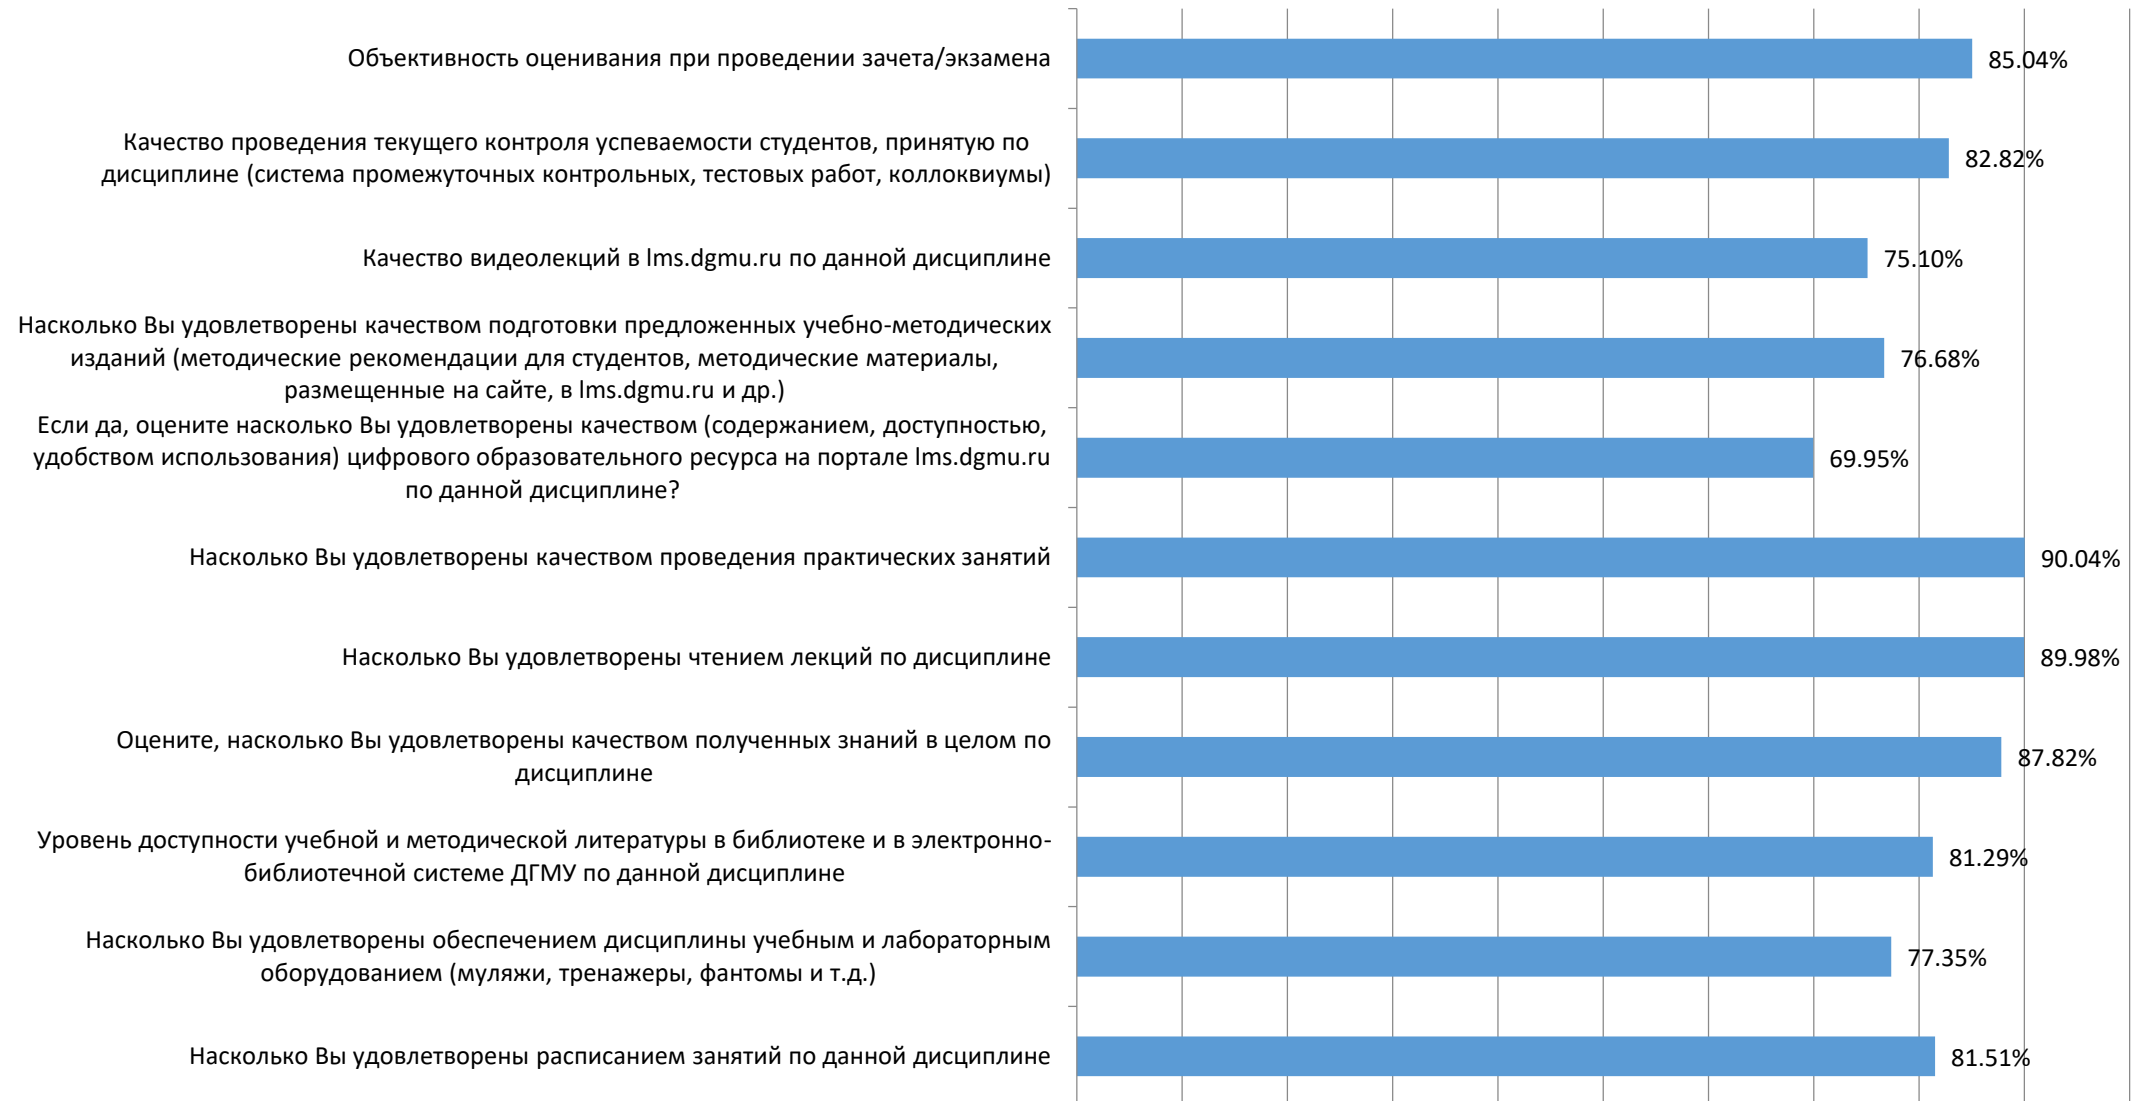 Объективность оценивания при проведении зачета/экзамена
85.04%
Качество проведения текущего контроля успеваемости студентов, принятую по
дисциплине (система промежуточных контрольных, тестовых работ, коллоквиумы)
82.82%
Качество видеолекций в lms.dgmu.ru по данной дисциплине
75.10%
Насколько Вы удовлетворены качеством подготовки предложенных учебно-методических
изданий (методические рекомендации для студентов, методические материалы,
размещенные на сайте, в lms.dgmu.ru и др.)
76.68%
Если да, оцените насколько Вы удовлетворены качеством (содержанием, доступностью,
удобством использования) цифрового образовательного ресурса на портале lms.dgmu.ru
по данной дисциплине?
69.95%
Насколько Вы удовлетворены качеством проведения практических занятий
90.04%
Насколько Вы удовлетворены чтением лекций по дисциплине
89.98%
Оцените, насколько Вы удовлетворены качеством полученных знаний в целом по
дисциплине
87.82%
Уровень доступности учебной и методической литературы в библиотеке и в электронно-
библиотечной системе ДГМУ по данной дисциплине
81.29%
Насколько Вы удовлетворены обеспечением дисциплины учебным и лабораторным
оборудованием (муляжи, тренажеры, фантомы и т.д.)
77.35%
Насколько Вы удовлетворены расписанием занятий по данной дисциплине
81.51%